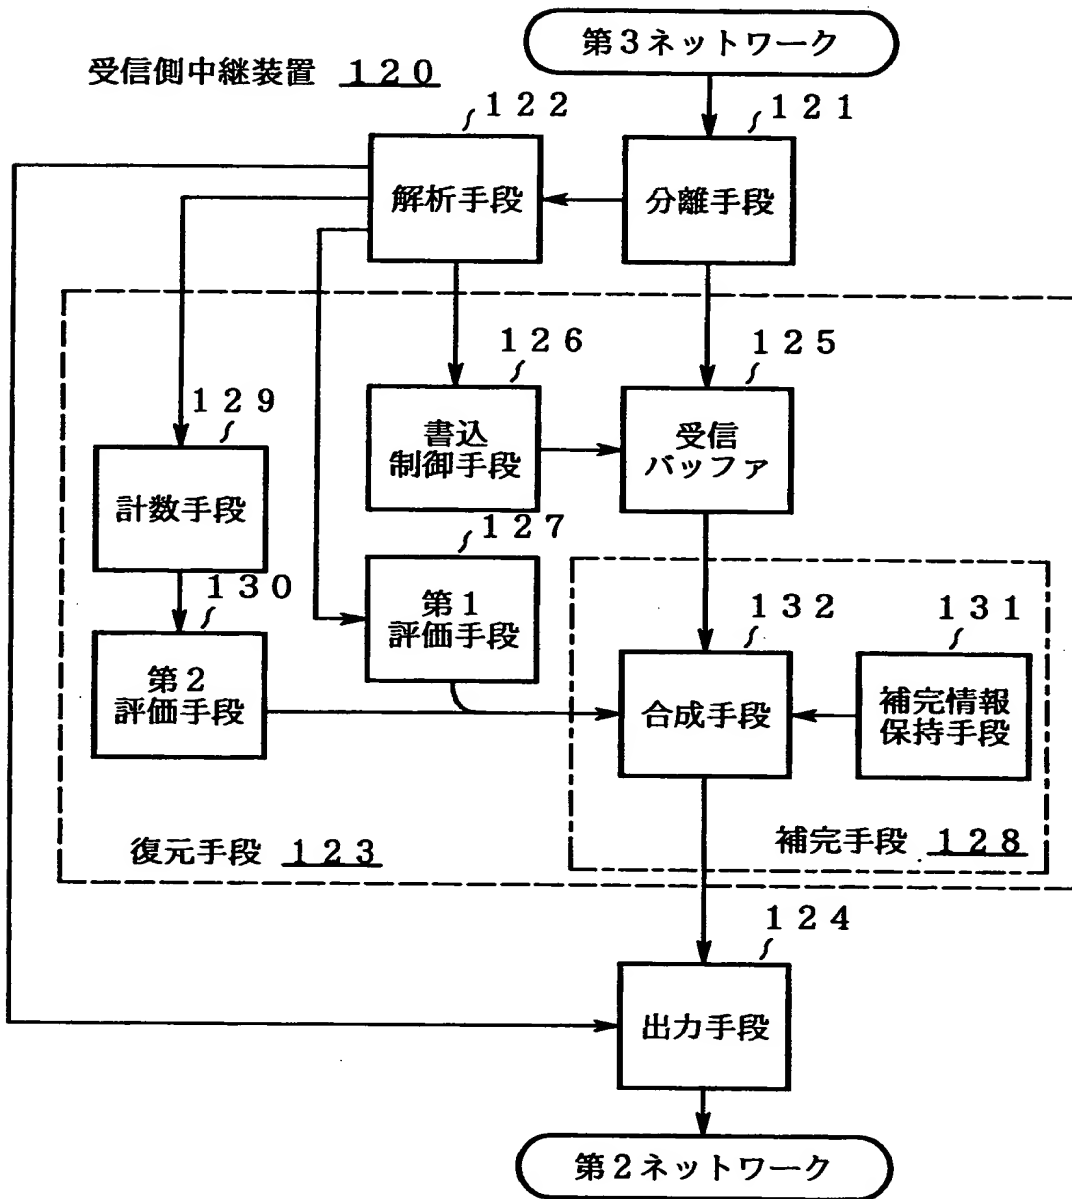 第３ネットワーク
受信側中継装置 １２０
１２２
１２１
解析手段
分離手段
１２６
１２５
１２９
書込
制御手段
受信
バッファ
計数手段
１２７
１３０
第１
評価手段
１３２
１３１
第２
評価手段
合成手段
補完情報
保持手段
復元手段 １２３
補完手段 １２８
１２４
出力手段
第２ネットワーク